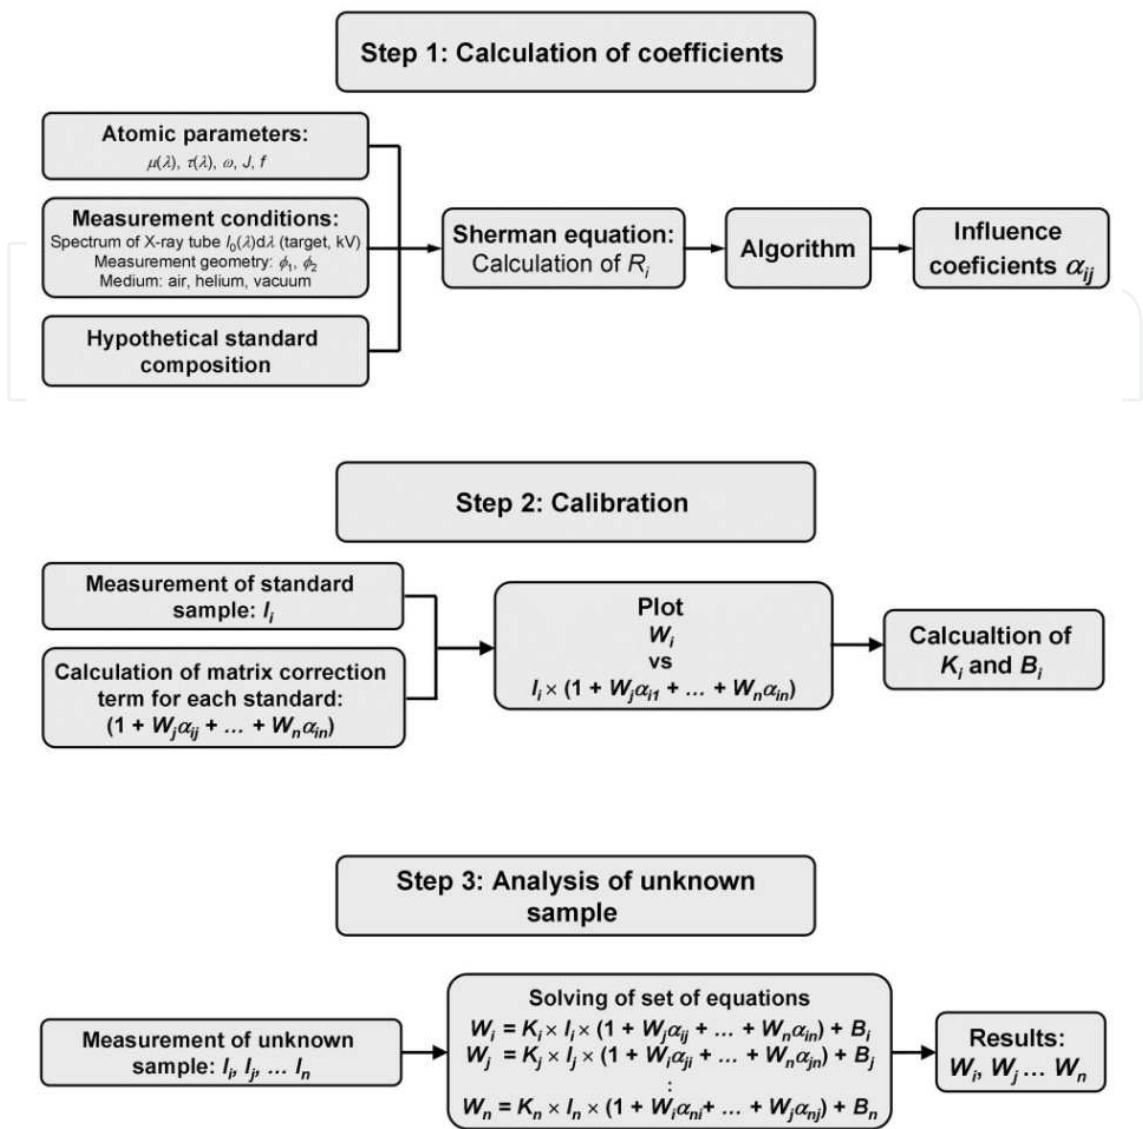 Step 1: Calculation of coefficients
Atomic parameters:
μ(λ), τ(λ), ω, J, f
Measurement conditions:
Spectrum of X-ray tube I₀(λ)dλ (target, kV)
Measurement geometry: ϕ₁, ϕ₂
Medium: air, helium, vacuum
Hypothetical standard
composition
Sherman equation:
Calculation of Rᵢ
Algorithm
Influence
coeficients αᵢⱼ
Step 2: Calibration
Measurement of standard
sample: Iᵢ
Calculation of matrix correction
term for each standard:
(1 + Wⱼαᵢⱼ + ... + Wₙαᵢₙ)
Plot
Wᵢ
vs
Iᵢ × (1 + Wⱼαᵢ₁ + ... + Wₙαᵢₙ)
Calcualtion of
Kᵢ and Bᵢ
Step 3: Analysis of unknown
sample
Measurement of unknown
sample: Iᵢ, Iⱼ, ... Iₙ
Solving of set of equations
Wᵢ = Kᵢ × Iᵢ × (1 + Wⱼαᵢⱼ + ... + Wₙαᵢₙ) + Bᵢ
Wⱼ = Kⱼ × Iⱼ × (1 + Wᵢαⱼᵢ + ... + Wₙαⱼₙ) + Bⱼ
:
Wₙ = Kₙ × Iₙ × (1 + Wᵢαₙᵢ+ ... + Wⱼαₙⱼ) + Bₙ
Results:
Wᵢ, Wⱼ ... Wₙ